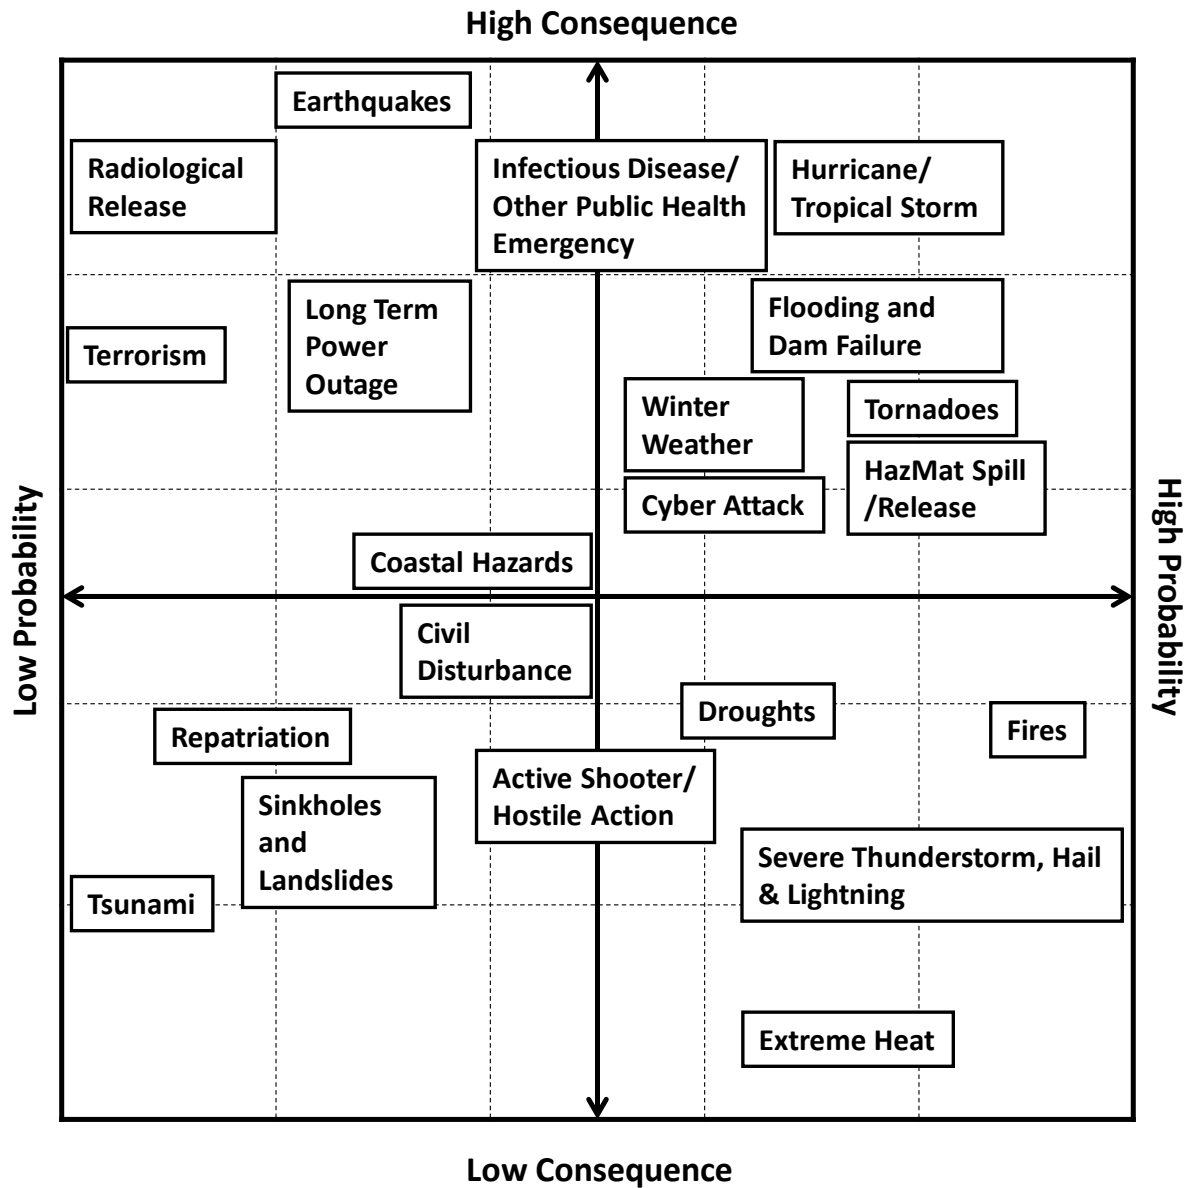 High Consequence
Earthquakes
Radiological
Release
Infectious Disease/
Other Public Health
Emergency
Hurricane/
Tropical Storm
Long Term
Power
Outage
Flooding and
Dam Failure
Terrorism
Winter
Weather
Tornadoes
HazMat Spill
/Release
Cyber Attack
Coastal Hazards
Low Probability
High Probability
Civil
Disturbance
Droughts
Fires
Repatriation
Active Shooter/
Hostile Action
Sinkholes
and
Landslides
Severe Thunderstorm, Hail
& Lightning
Tsunami
Extreme Heat
Low Consequence